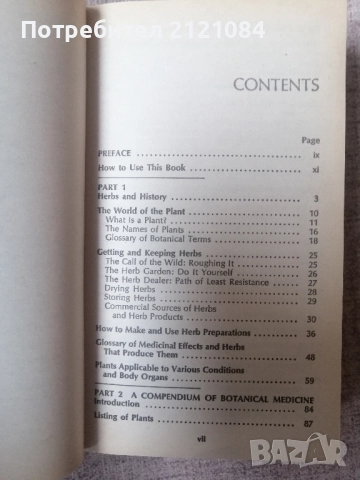 Потребител 2121084
CONTENTS
Page
PREFACE ix
How to Use This Book xi
PART 1
Herbs and History 3
The World of the Plant 10
What Is a Plant? 11
The Names of Plants 16
Glossary of Botanical Terms 18
Getting and Keeping Herbs 25
The Call of the Wild: Roughing It 25
The Herb Garden: Do It Yourself 26
The Herb Dealer: Path of Least Resistance 27
Drying Herbs 28
Storing Herbs 29
Commercial Sources of Herbs
and Herb Products 30
How to Make and Use Herb Preparations 36
Glossary of Medicinal Effects and Herbs
That Produce Them 48
Plants Applicable to Various Conditions
and Body Organs 59
PART 2 A COMPENDIUM OF BOTANICAL MEDICINE
Introduction 84
Listing of Plants 87
vii
BAZAR